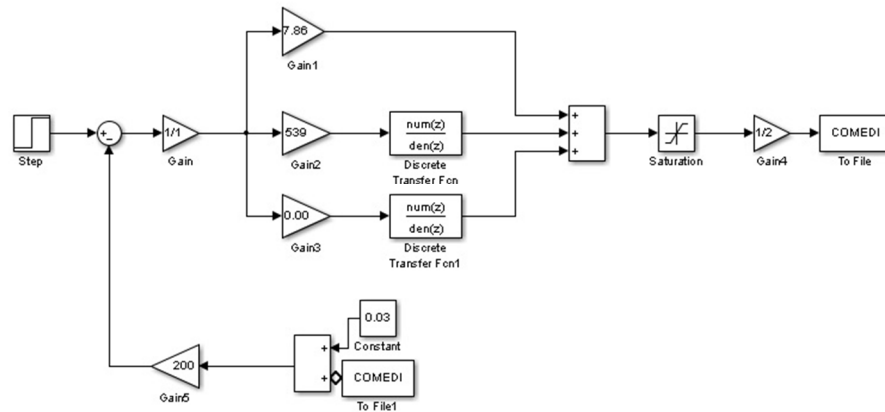 7.86
Gain1
+
-
1/1
539
num(z)
den(z)
+
+
+
1/2
COMEDI
Step
Gain
Gain2
Discrete
Transfer Fcn
Saturation
Gain4
To File
0.00
num(z)
den(z)
Gain3
Discrete
Transfer Fcn1
0.03
Constant
200
+
+
COMEDI
Gain5
To File1